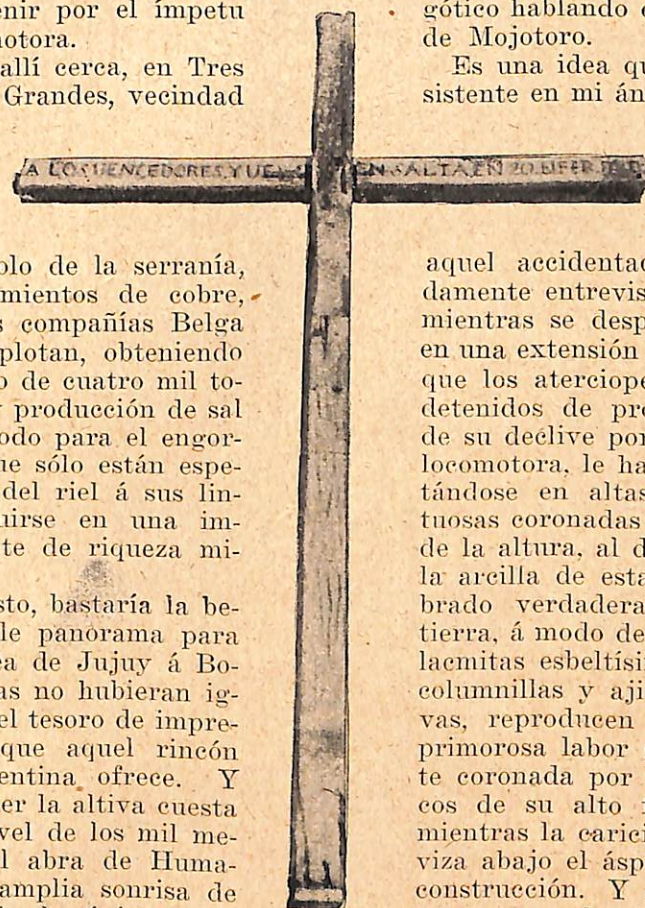 enir por el ímpetu
notora.
allí cerca, en Tres
Grandes, vecindad
olo de la serranía,
mientos de cobre,
s compañías Belga
plotan, obteniendo
o de cuatro mil to-
y producción de sal
odo para el engor-
ue sólo están espe-
del riel á sus lin-
uirse en una im-
te de riqueza mi-
sto, bastaría la be-
le panorama para
ea de Jujuy á Bo-
as no hubieran ig-
el tesoro de impre-
que aquel rincón
entina ofrece. Y
er la altiva cuesta
vel de los mil me-
l abra de Huma-
amplia sonrisa de
A LOS VENCEDORES Y VEN
EN SALTA EN 20 DE FEB
gótico hablando
de Mojotoro.
Es una idea qu
sistente en mi án
aquel accidentad
damente entrevis
mientras se desp
en una extensión
que los aterciope
detenidos de pre
de su declive por
locomotora, le ha
tándose en altas
tuosas coronadas
de la altura, al d
la arcilla de esta
brado verdadera
tierra, á modo de
lacmitas esbeltísi
columnillas y aji
vas, reproducen
primorosa labor
te coronada por
cos de su alto
mientras la carici
viza abajo el ásp
construcción. Y